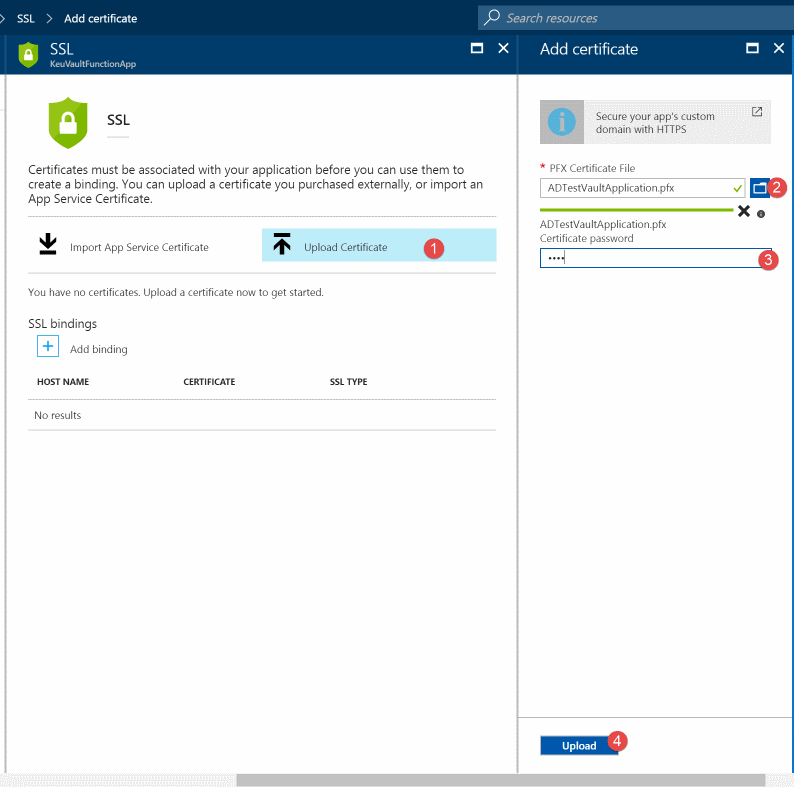 SSL > Add certificate
Search resources
SSL
KeuVaultFunctionApp
SSL
Certificates must be associated with your application before you can use them to
create a binding. You can upload a certificate you purchased externally, or import an
App Service Certificate.
Import App Service Certificate
Upload Certificate
1
You have no certificates. Upload a certificate now to get started.
SSL bindings
Add binding
HOST NAME CERTIFICATE SSL TYPE
No results
Add certificate
Secure your app's custom
domain with HTTPS
* PFX Certificate File
ADTestVaultApplication.pfx
2
ADTestVaultApplication.pfx
Certificate password
••••
3
Upload
4